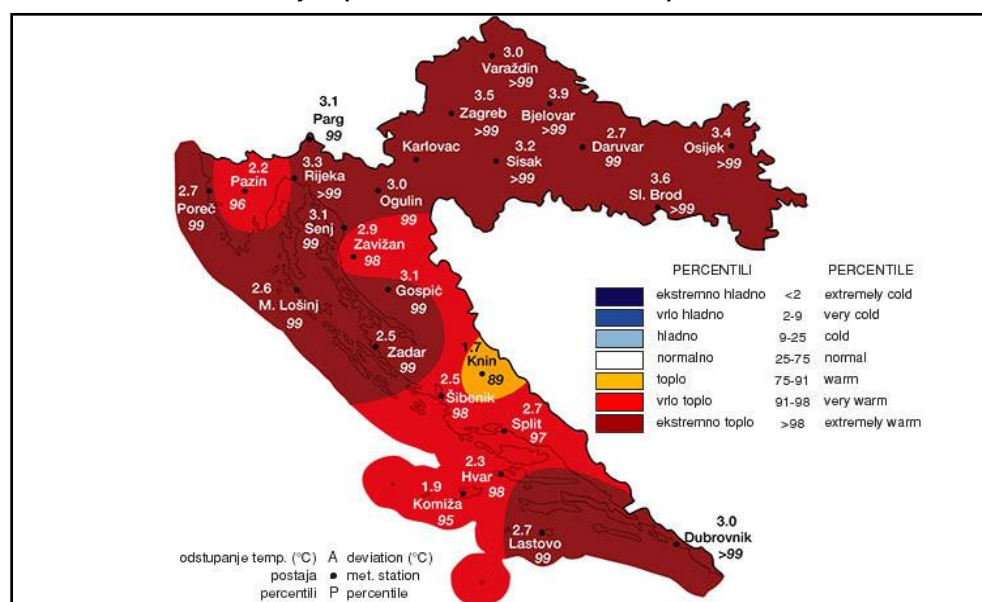 3.0
Varaždin
>99
3.5
Zagreb
>99
3.9
Bjelovar
>99
3.1
Parg
99
2.7
Daruvar
99
3.4
Osijek
>99
Karlovac
3.2
Sisak
>99
3.6
Sl. Brod
>99
2.2
Pazin
96
3.3
Rijeka
>99
2.7
Poreč
99
3.0
Ogulin
99
3.1
Senj
99
2.9
Zavižan
98
3.1
Gospić
99
2.6
M. Lošinj
99
2.5
Zadar
99
1.7
Knin
89
2.5
Šibenik
98
2.7
Split
97
2.3
Hvar
98
1.9
Komiža
95
2.7
Lastovo
99
3.0
Dubrovnik
>99
PERCENTILI PERCENTILE
ekstremno hladno <2 extremely cold
vrlo hladno 2-9 very cold
hladno 9-25 cold
normalno 25-75 normal
toplo 75-91 warm
vrlo toplo 91-98 very warm
ekstremno toplo >98 extremely warm
odstupanje temp. (°C) A deviation (°C)
postaja • met. station
percentili P percentile